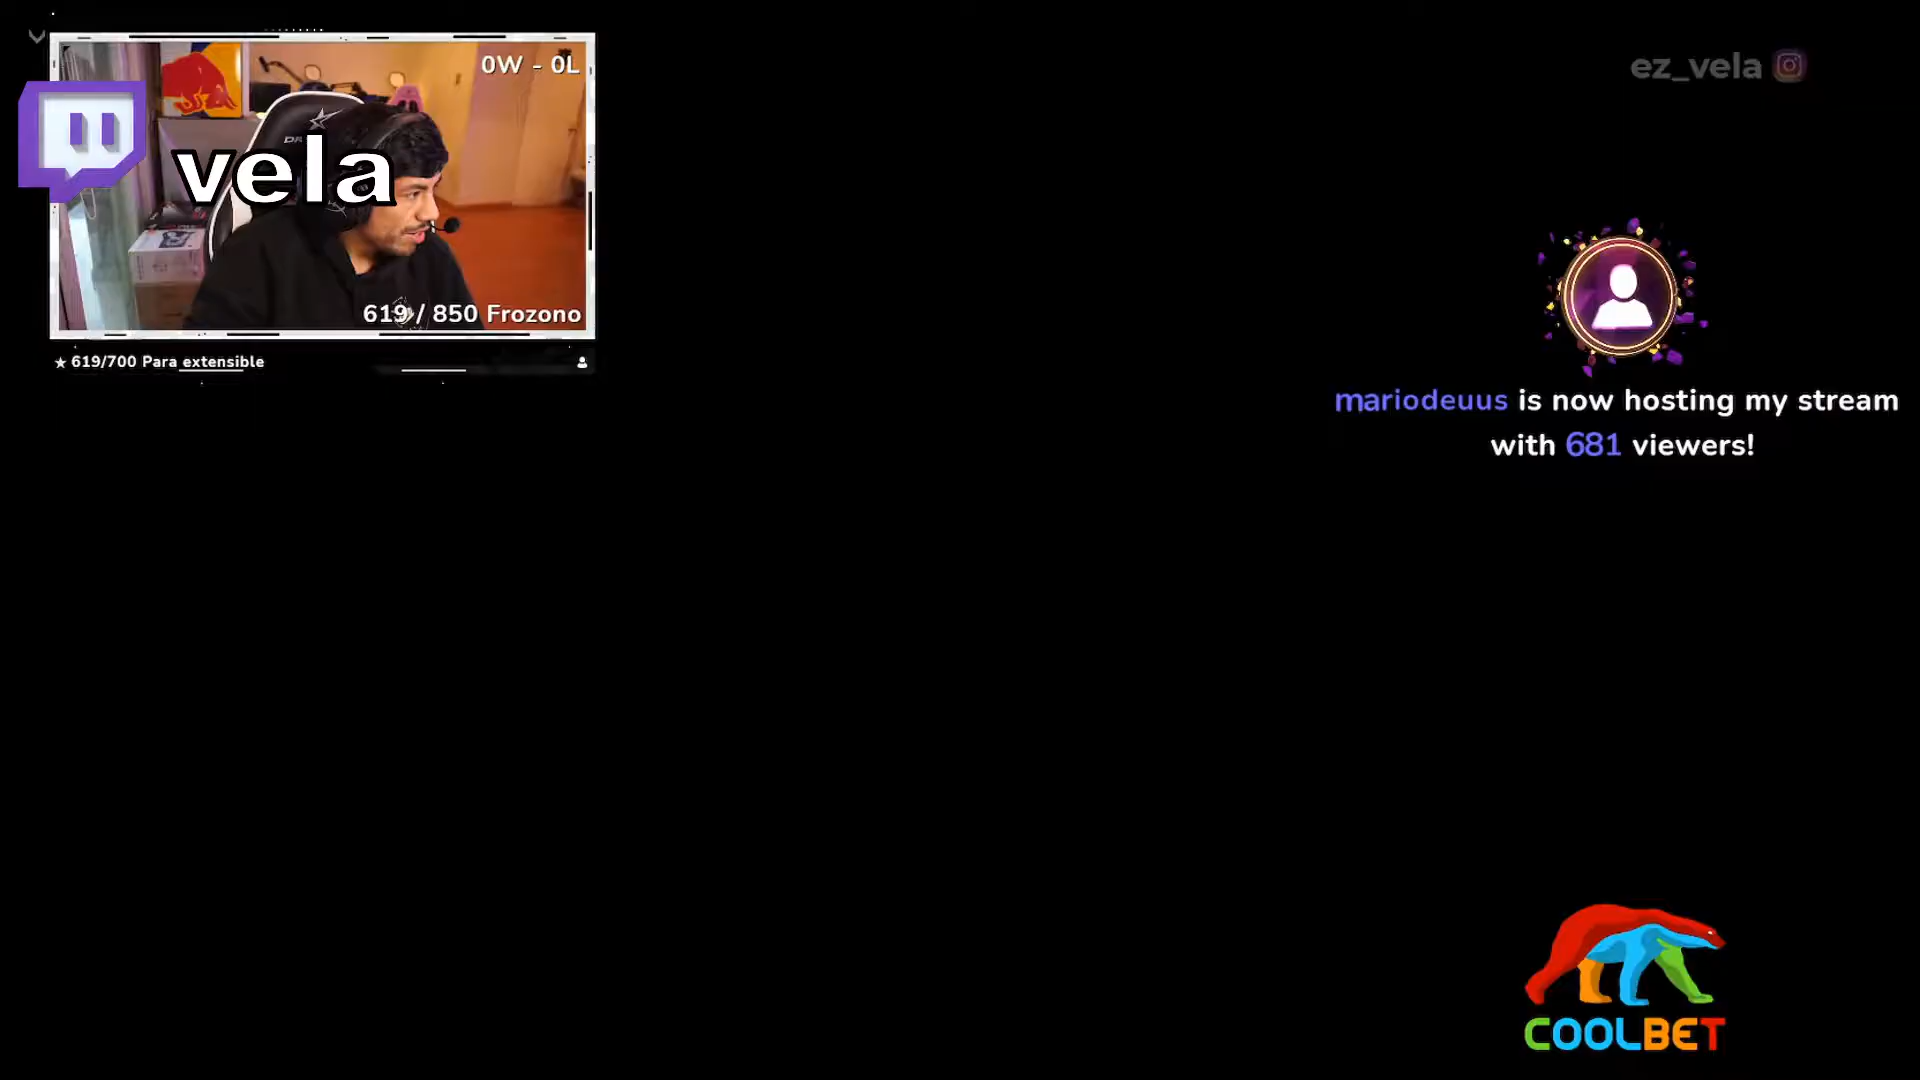 ez_vela
0W - 0L
vela
619 / 850 Frozono
★ 619/700 Para extensible
mariodeuus is now hosting my stream
with 681 viewers!
COOLBET